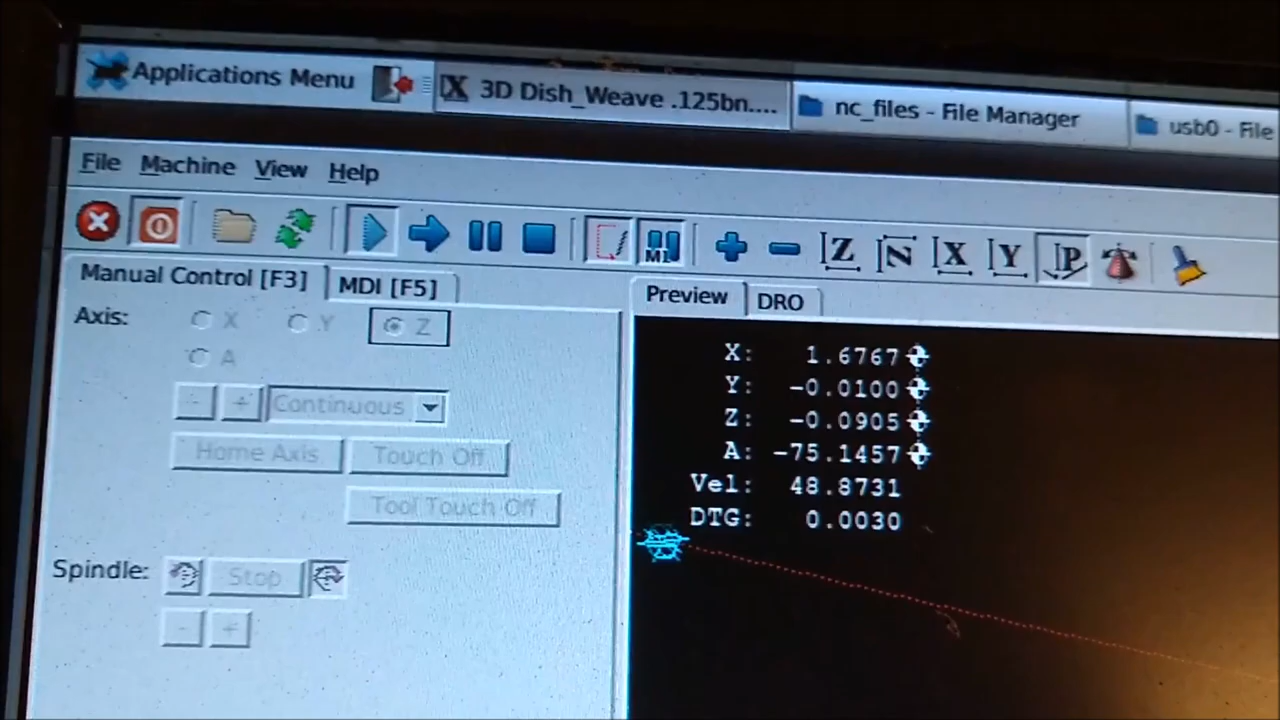 Applications Menu
3D Dish_Weave .125bn....
nc_files - File Manager
usb0 - File
File Machine View Help
M1 Z N X Y P
Manual Control [F3] MDI [F5]
Preview DRO
Axis: X Y Z
A
- + Continuous
Home Axis Touch Off
Tool Touch Off
Spindle: Stop
- +
X: 1.6767
Y: -0.0100
Z: -0.0905
A: -75.1457
Vel: 48.8731
DTG: 0.0030